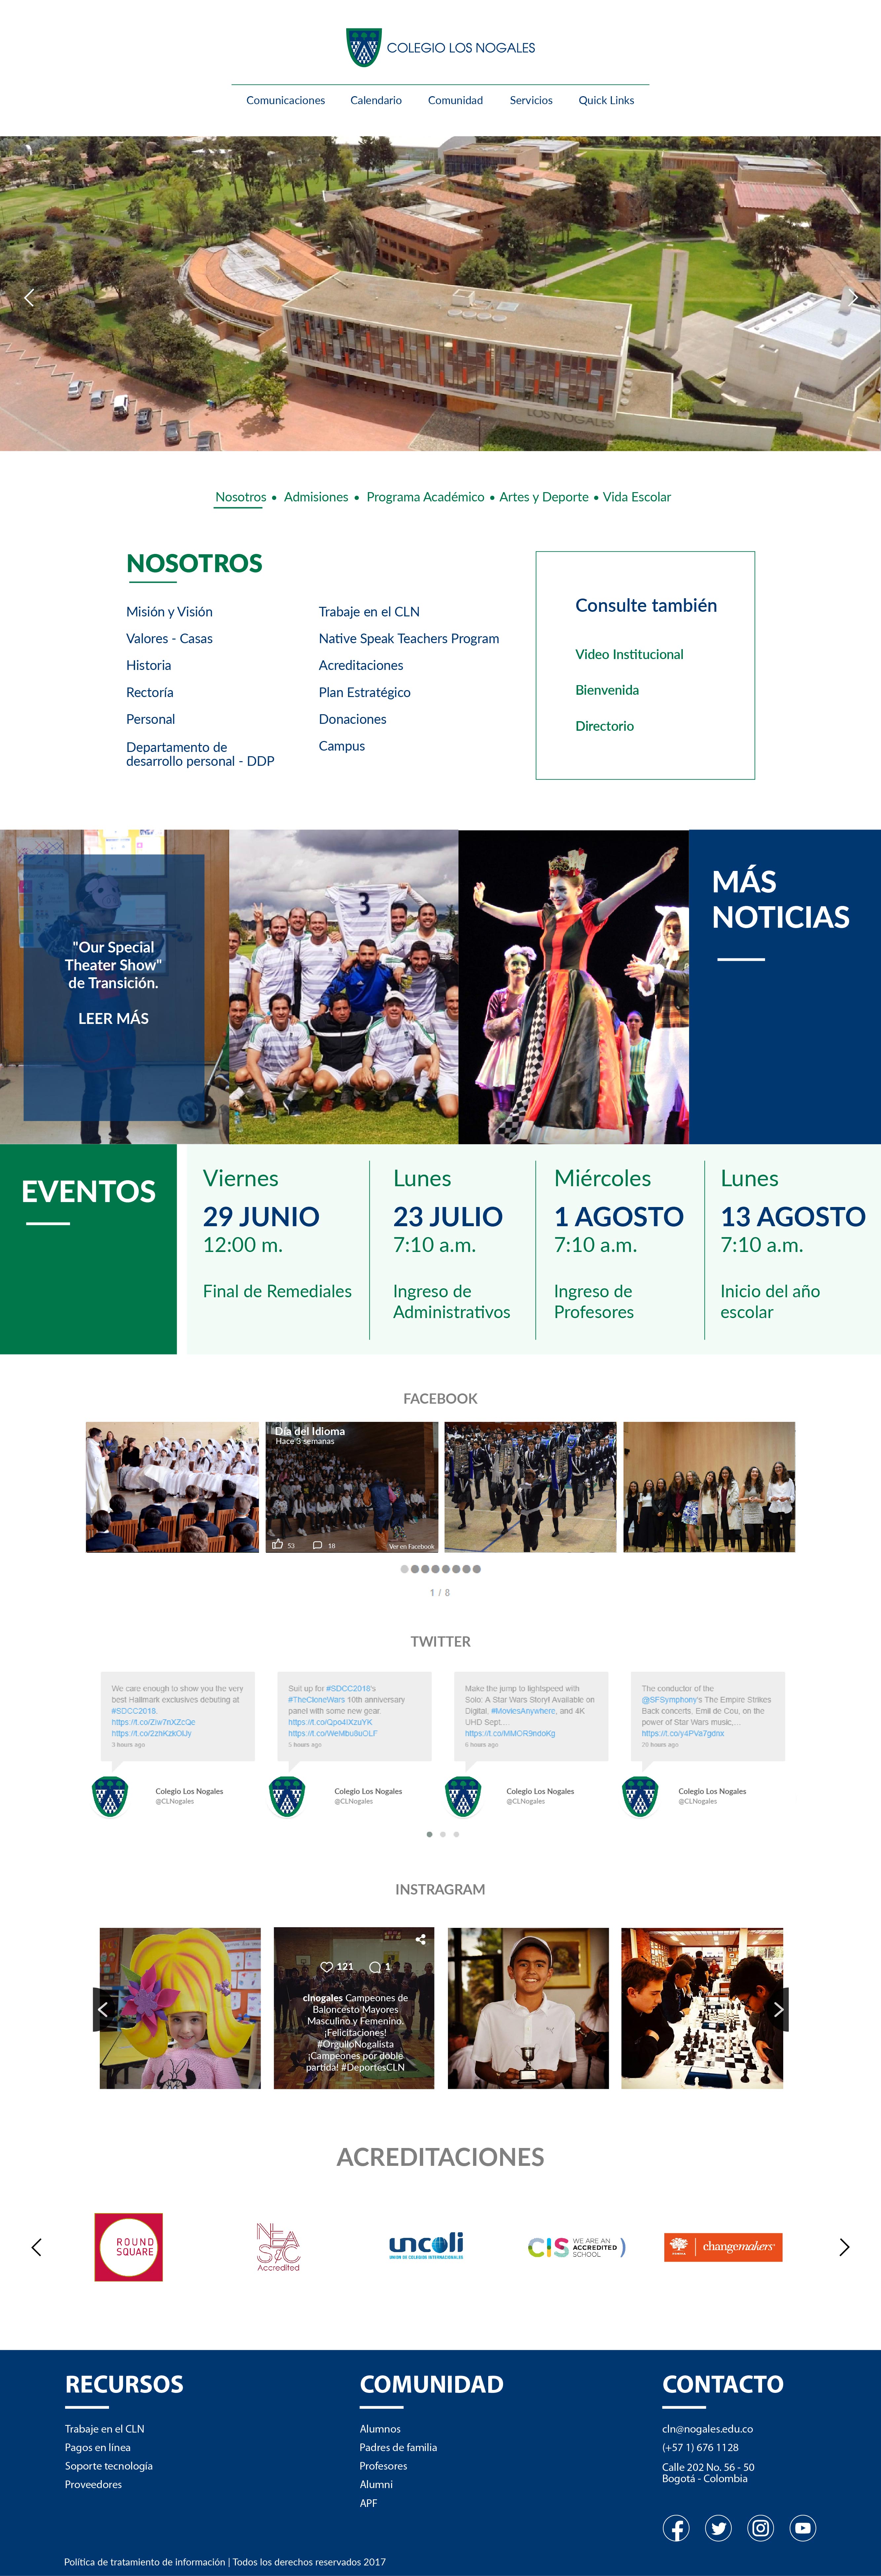 COLEGIO LOS NOGALES
Comunicaciones Calendario Comunidad Servicios Quick Links
LOS NOGALES
Nosotros • Admisiones • Programa Académico • Artes y Deporte • Vida Escolar
NOSOTROS
Misión y Visión
Valores - Casas
Historia
Rectoría
Personal
Departamento de
desarrollo personal - DDP
Trabaje en el CLN
Native Speak Teachers Program
Acreditaciones
Plan Estratégico
Donaciones
Campus
Consulte también
Video Institucional
Bienvenida
Directorio
"Our Special
Theater Show"
de Transición.
LEER MÁS
3
MÁS
NOTICIAS
EVENTOS
Viernes
29 JUNIO
12:00 m.
Final de Remediales
Lunes
23 JULIO
7:10 a.m.
Ingreso de
Administrativos
Miércoles
1 AGOSTO
7:10 a.m.
Ingreso de
Profesores
Lunes
13 AGOSTO
7:10 a.m.
Inicio del año
escolar
FACEBOOK
Día del Idioma
Hace 3 semanas
53 18 Ver en Facebook
1 / 8
TWITTER
We care enough to show you the very
best Hallmark exclusives debuting at
#SDCC2018.
https://t.co/Ziw7nXZcQe
https://t.co/2zhKzkOlJy
3 hours ago
Colegio Los Nogales
@CLNogales
Suit up for #SDCC2018's
#TheCloneWars 10th anniversary
panel with some new gear.
https://t.co/Qpo4IXzuYK
https://t.co/WeMbu8uOLF
5 hours ago
Colegio Los Nogales
@CLNogales
Make the jump to lightspeed with
Solo: A Star Wars Story! Available on
Digital, #MoviesAnywhere, and 4K
UHD Sept....
https://t.co/MMOR9ndoKg
6 hours ago
Colegio Los Nogales
@CLNogales
The conductor of the
@SFSymphony's The Empire Strikes
Back concerts, Emil de Cou, on the
power of Star Wars music,...
https://t.co/y4PVa7gdnx
20 hours ago
Colegio Los Nogales
@CLNogales
INSTRAGRAM
121 1
clnogales Campeones de
Baloncesto Mayores
Masculino y Femenino.
¡Felicitaciones!
#OrgulloNogalista
¡Campeones por doble
partida! #DeportesCLN
ACREDITACIONES
ROUND
SQUARE
NEASC
Accredited
uncoli
UNIÓN DE COLEGIOS INTERNACIONALES
CIS WE ARE AN
ACCREDITED
SCHOOL
changemakers
RECURSOS
Trabaje en el CLN
Pagos en línea
Soporte tecnología
Proveedores
COMUNIDAD
Alumnos
Padres de familia
Profesores
Alumni
APF
CONTACTO
cln@nogales.edu.co
(+57 1) 676 1128
Calle 202 No. 56 - 50
Bogotá - Colombia
Política de tratamiento de información | Todos los derechos reservados 2017